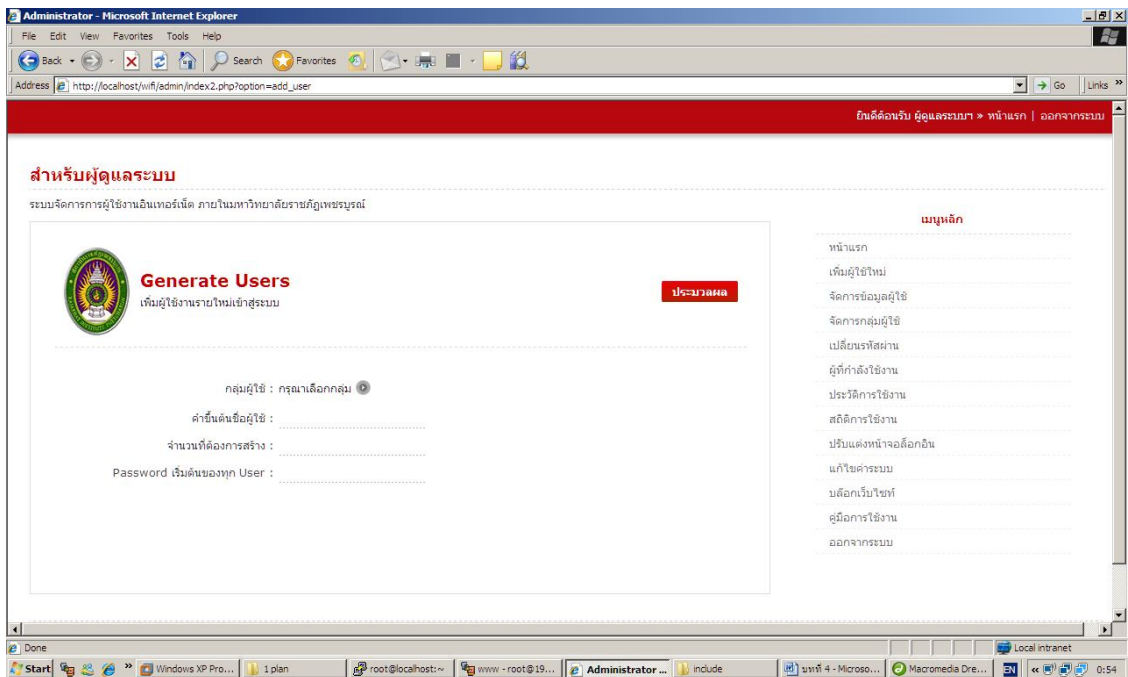 Administrator - Microsoft Internet Explorer
File Edit View Favorites Tools Help
Back Search Favorites
Address http://localhost/wifi/admin/index2.php?option=add_user Go Links »
ยินดีต้อนรับ ผู้ดูแลระบบฯ » หน้าแรก | ออกจากระบบ
สำหรับผู้ดูแลระบบ
ระบบจัดการการผู้ใช้งานอินเทอร์เน็ต ภายในมหาวิทยาลัยราชภัฏเพชรบูรณ์
Generate Users
เพิ่มผู้ใช้งานรายใหม่เข้าสู่ระบบ
ประมวลผล
กลุ่มผู้ใช้ : กรุณาเลือกกลุ่ม
คำขึ้นต้นชื่อผู้ใช้ :
จำนวนที่ต้องการสร้าง :
Password เริ่มต้นของทุก User :
เมนูหลัก
หน้าแรก
เพิ่มผู้ใช้ใหม่
จัดการข้อมูลผู้ใช้
จัดการกลุ่มผู้ใช้
เปลี่ยนรหัสผ่าน
ผู้ที่กำลังใช้งาน
ประวัติการใช้งาน
สถิติการใช้งาน
ปรับแต่งหน้าจอล็อกอิน
แก้ไขค่าระบบ
บล๊อกเว็บไซท์
คู่มือการใช้งาน
ออกจากระบบ
Done Local intranet
Start » Windows XP Pro... 1 plan root@localhost:~ www - root@19... Administrator ... include บทที่ 4 - Microso... Macromedia Dre... EN « 0:54